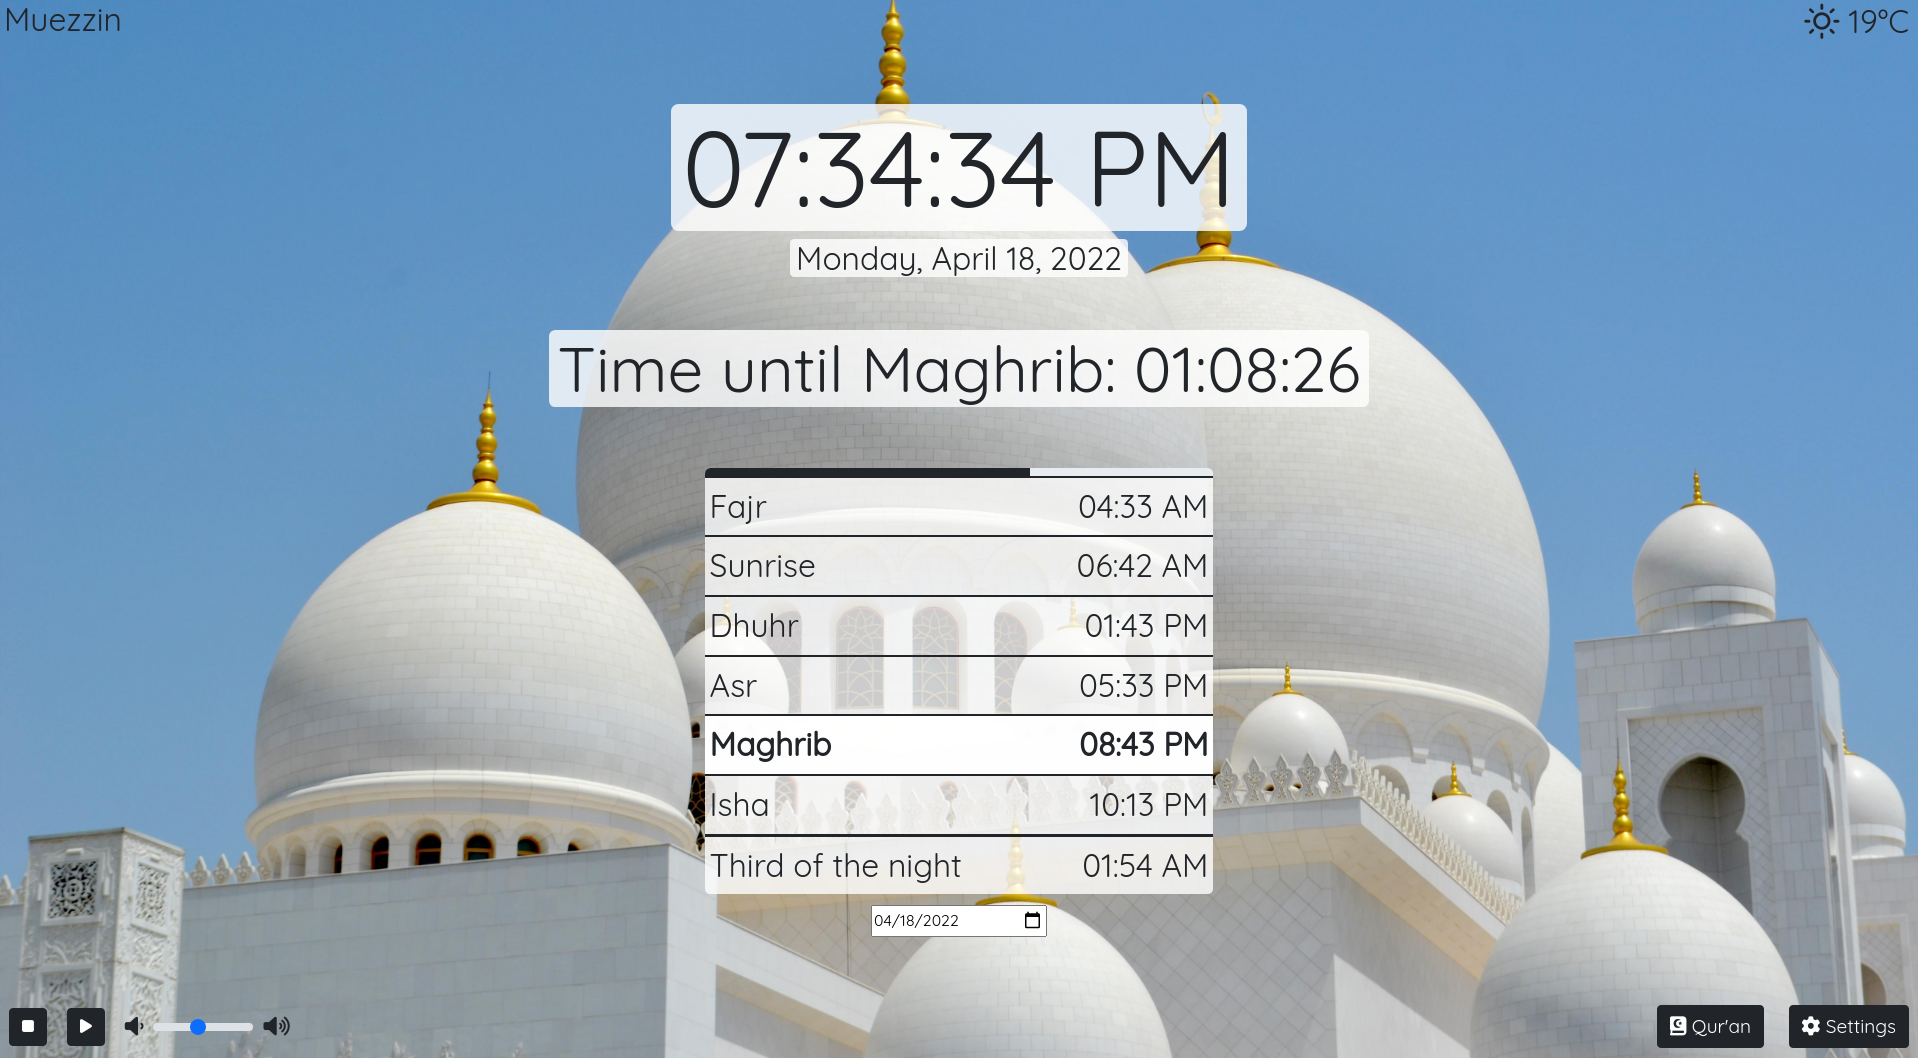 Muezzin
19°C
07:34:34 PM
Monday, April 18, 2022
Time until Maghrib: 01:08:26
Fajr 04:33 AM
Sunrise 06:42 AM
Dhuhr 01:43 PM
Asr 05:33 PM
Maghrib 08:43 PM
Isha 10:13 PM
Third of the night 01:54 AM
04/18/2022
Qur'an
Settings